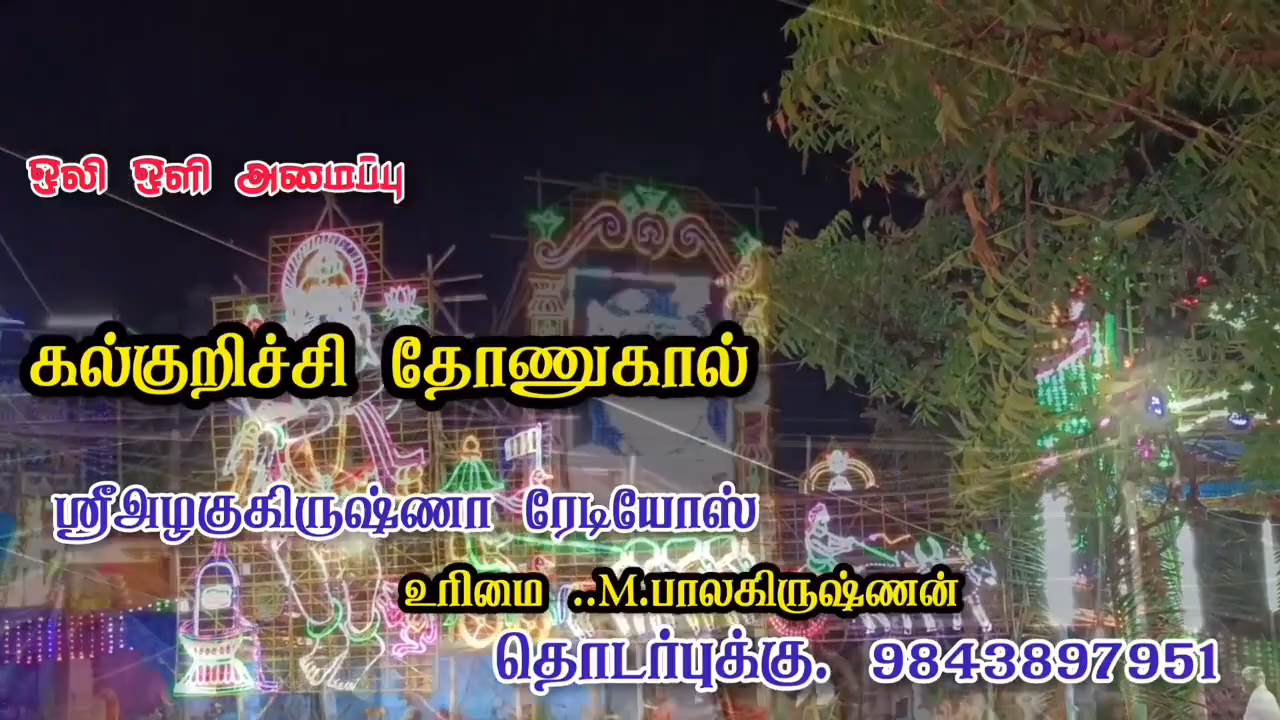 ஒலி ஒளி அமைப்பு
கல்குறிச்சி தோணுகால்
ஸ்ரீஅழகுகிருஷ்ணா ரேடியோஸ்
உரிமை ..M:பாலகிருஷ்ணன்
தொடர்புக்கு. 9843897951